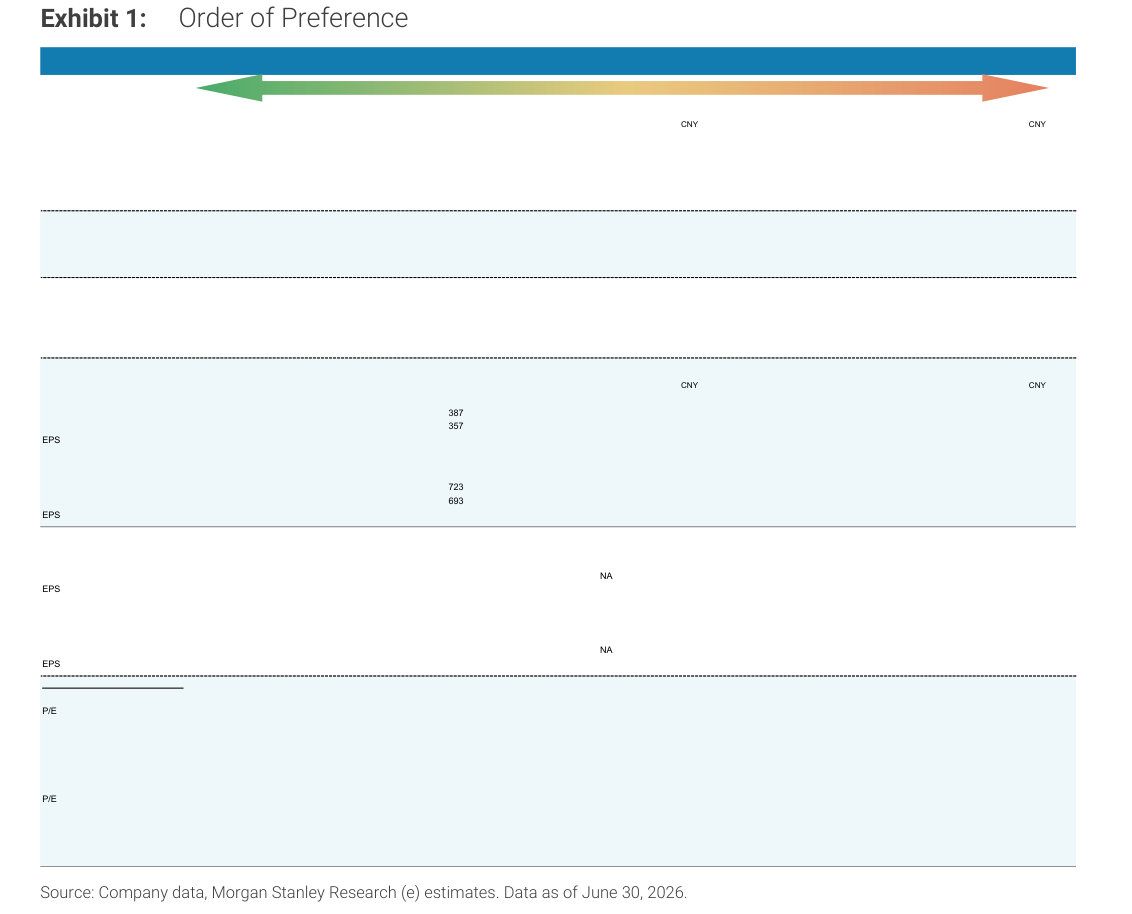 Exhibit 1: Order of Preference
CNY CNY
CNY CNY
387
357
EPS
723
693
EPS
NA
EPS
NA
EPS
P/E
P/E
Source: Company data, Morgan Stanley Research (e) estimates. Data as of June 30, 2026.